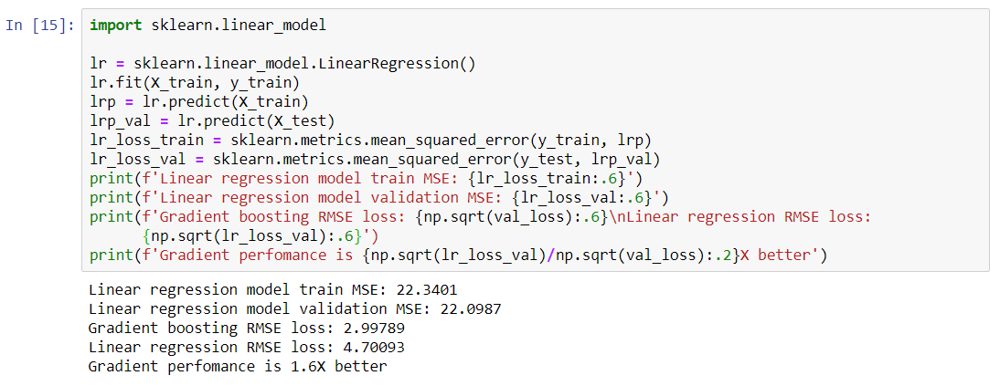 In [15]: import sklearn.linear_model
lr = sklearn.linear_model.LinearRegression()
lr.fit(X_train, y_train)
lrp = lr.predict(X_train)
lrp_val = lr.predict(X_test)
lr_loss_train = sklearn.metrics.mean_squared_error(y_train, lrp)
lr_loss_val = sklearn.metrics.mean_squared_error(y_test, lrp_val)
print(f'Linear regression model train MSE: {lr_loss_train:.6}')
print(f'Linear regression model validation MSE: {lr_loss_val:.6}')
print(f'Gradient boosting RMSE loss: {np.sqrt(val_loss):.6}\nLinear regression RMSE loss:
{np.sqrt(lr_loss_val):.6}')
print(f'Gradient perfomance is {np.sqrt(lr_loss_val)/np.sqrt(val_loss):.2}X better')
Linear regression model train MSE: 22.3401
Linear regression model validation MSE: 22.0987
Gradient boosting RMSE loss: 2.99789
Linear regression RMSE loss: 4.70093
Gradient perfomance is 1.6X better